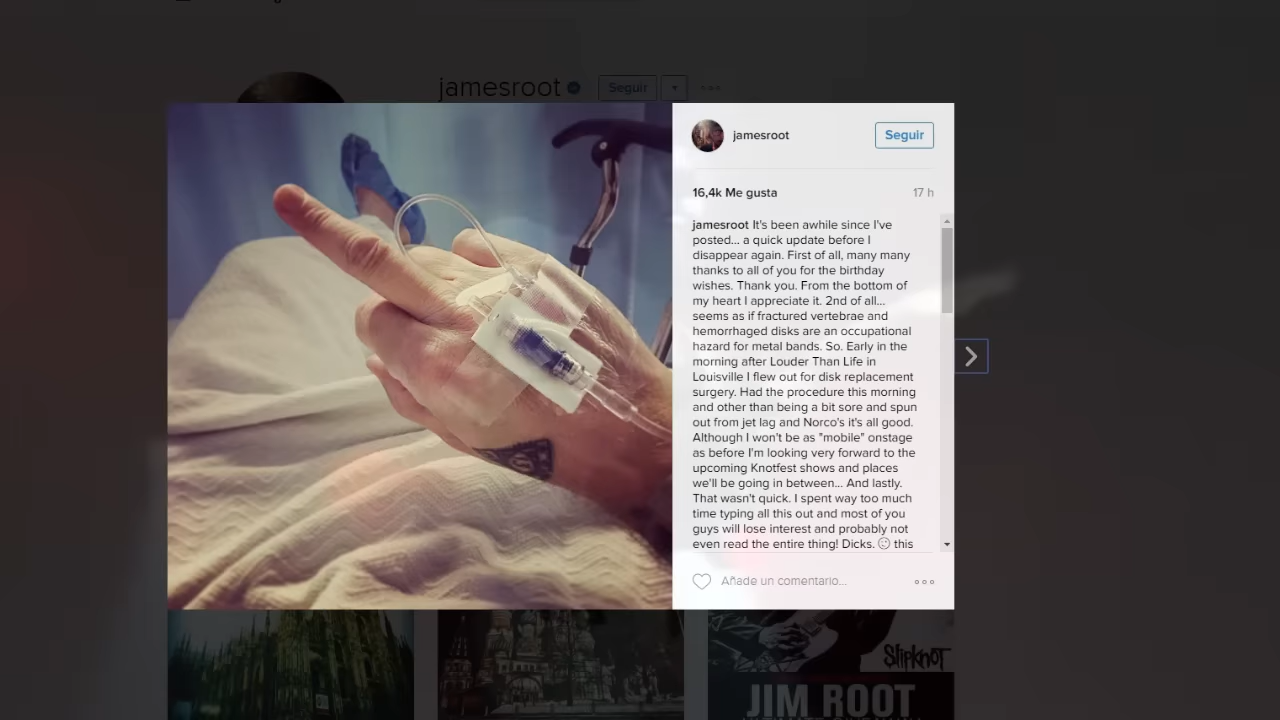 jamesroot
Seguir
jamesroot
Seguir
16,4k Me gusta
17 h
jamesroot It's been awhile since I've
posted... a quick update before I
disappear again. First of all, many many
thanks to all of you for the birthday
wishes. Thank you. From the bottom of
my heart I appreciate it. 2nd of all...
seems as if fractured vertebrae and
hemorrhaged disks are an occupational
hazard for metal bands. So. Early in the
morning after Louder Than Life in
Louisville I flew out for disk replacement
surgery. Had the procedure this morning
and other than being a bit sore and spun
out from jet lag and Norco's it's all good.
Although I won't be as "mobile" onstage
as before I'm looking very forward to the
upcoming Knotfest shows and places
we'll be going in between... And lastly.
That wasn't quick. I spent way too much
time typing all this out and most of you
guys will lose interest and probably not
even read the entire thing! Dicks. ☹ this
Añade un comentario...
SLIPKNOT
JIM ROOT